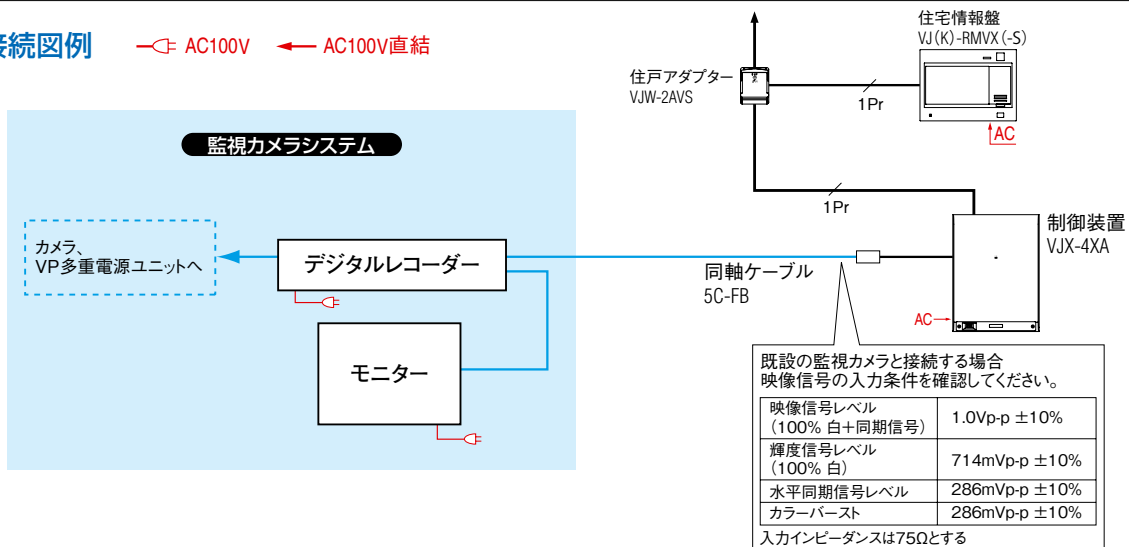 接続図例
AC100V
AC100V直結
住宅情報盤
VJ(K)-RMVX(-S)
住戸アダプター
VJW-2AVS
1Pr
AC
監視カメラシステム
1Pr
制御装置
VJX-4XA
カメラ、
VP多重電源ユニットへ
デジタルレコーダー
同軸ケーブル
5C-FB
AC
モニター
既設の監視カメラと接続する場合
映像信号の入力条件を確認してください。
映像信号レベル
(100% 白+同期信号)
1.0Vp-p ±10%
輝度信号レベル
(100% 白)
714mVp-p ±10%
水平同期信号レベル
286mVp-p ±10%
カラーバースト
286mVp-p ±10%
入力インピーダンスは75Ωとする